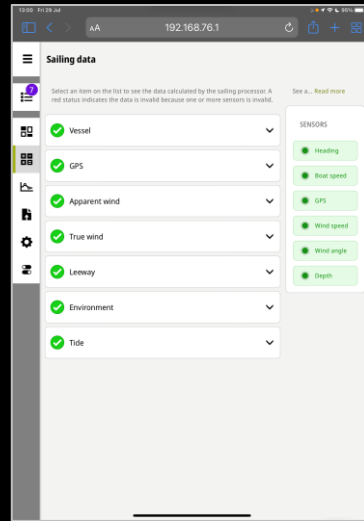 13:00 Fri 29 Jul
90%
AA
192.168.76.1
Sailing data
7
Select an item on the list to see the data calculated by the sailing processor. A
red status indicates the data is invalid because one or more sensors is invalid.
See a... Read more
SENSORS
Vessel
Heading
GPS
Boat speed
Apparent wind
GPS
True wind
Wind speed
Leeway
Wind angle
Environment
Depth
Tide